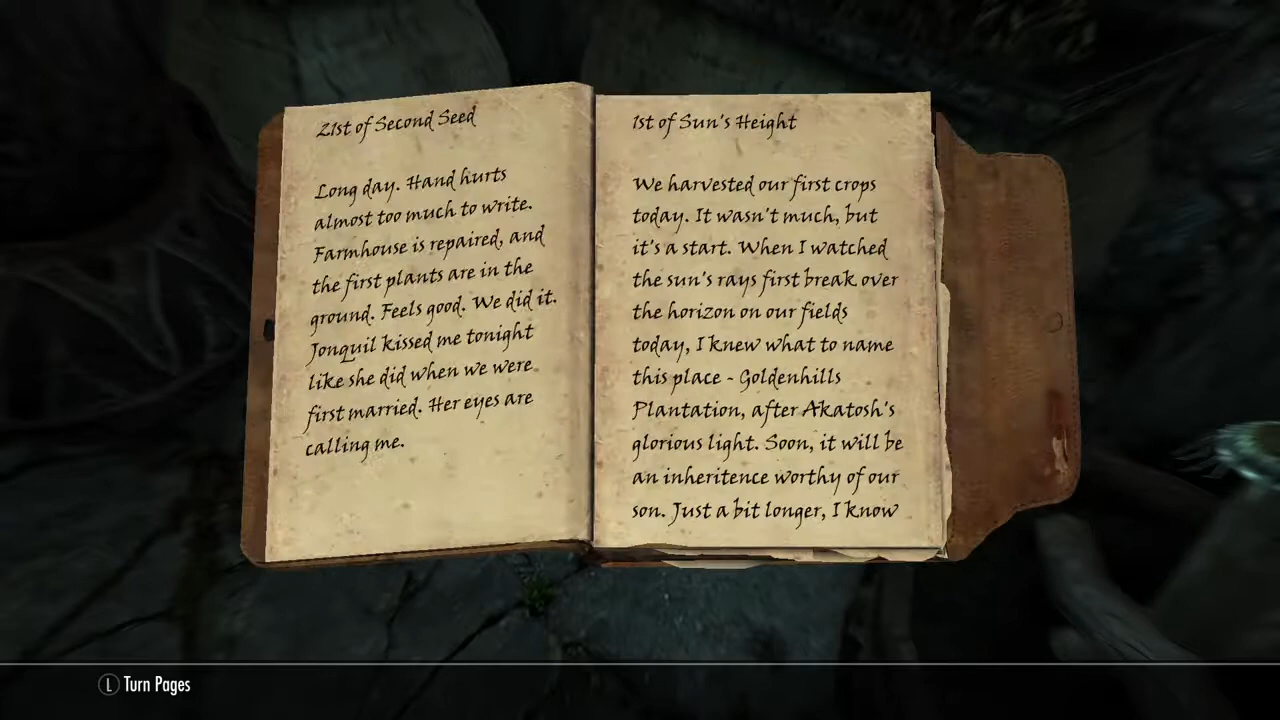 21st of Second Seed
Long day. Hand hurts
almost too much to write.
Farmhouse is repaired, and
the first plants are in the
ground. Feels good. We did it.
Jonquil kissed me tonight
like she did when we were
first married. Her eyes are
calling me.
1st of Sun's Height
We harvested our first crops
today. It wasn't much, but
it's a start. When I watched
the sun's rays first break over
the horizon on our fields
today, I knew what to name
this place - Goldenhills
Plantation, after Akatosh's
glorious light. Soon, it will be
an inheritence worthy of our
son. Just a bit longer, I know
L Turn Pages